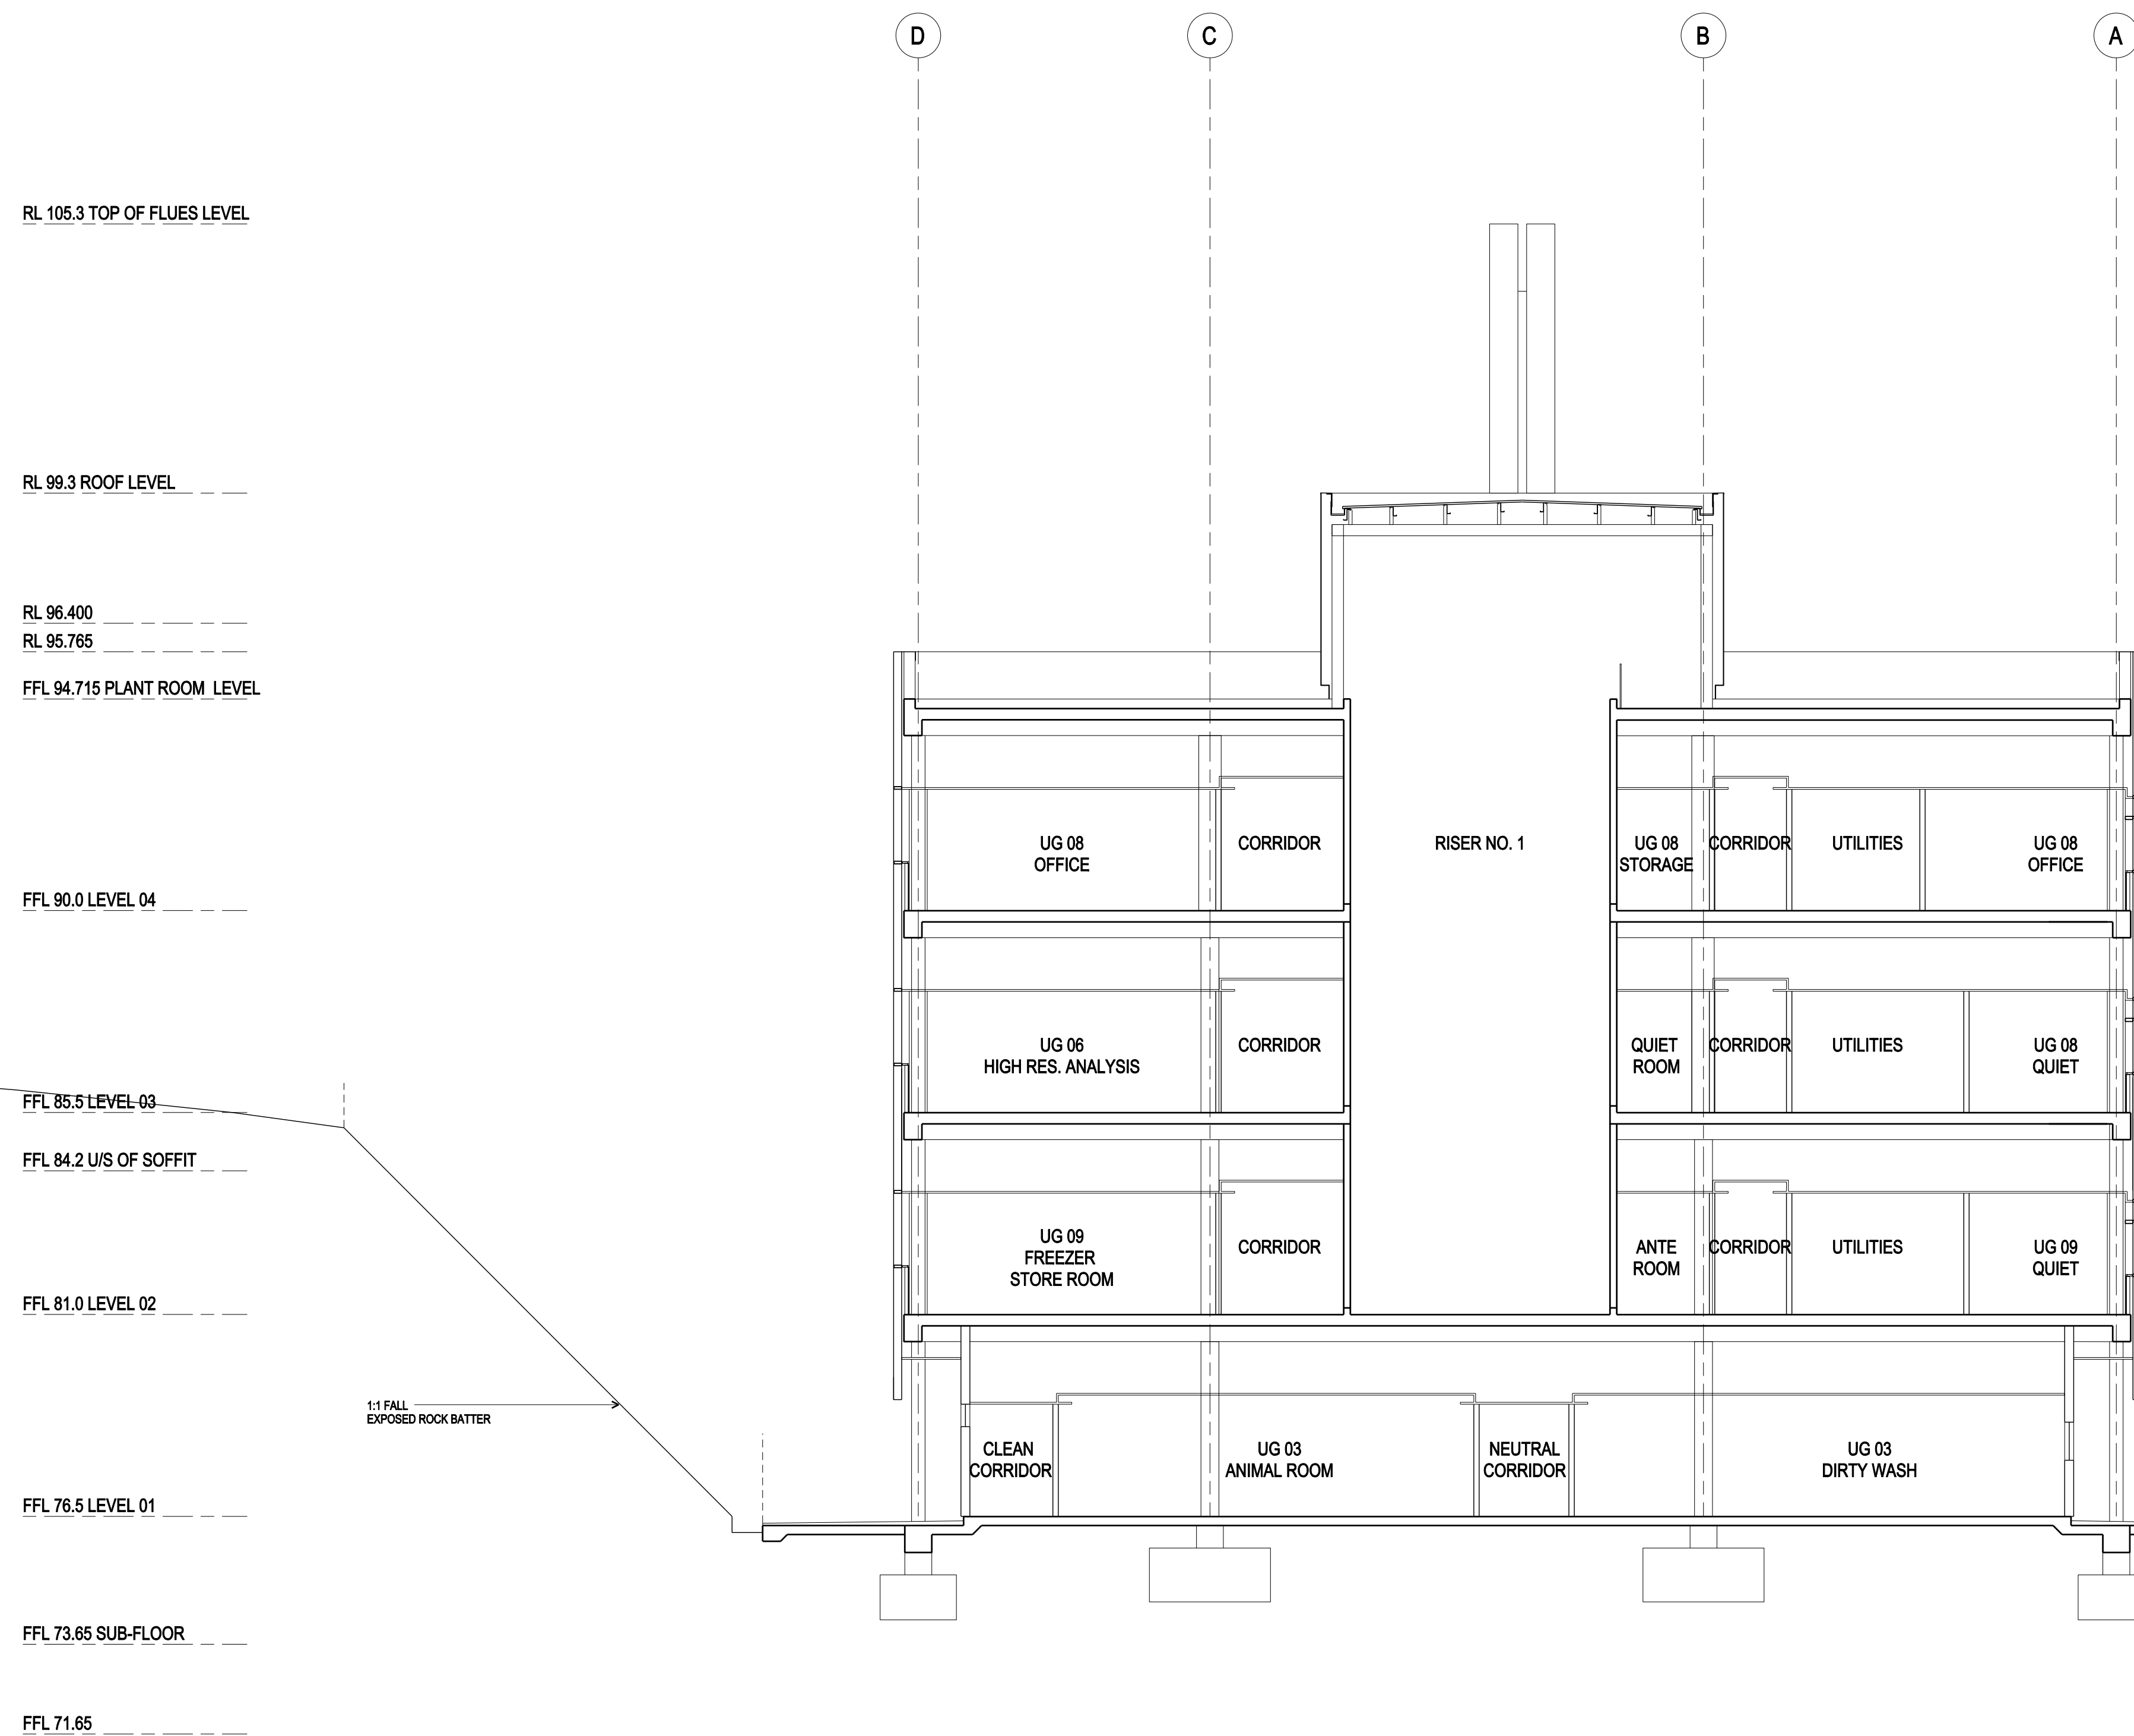 D
C
B
A
RL 105.3 TOP OF FLUES LEVEL
RL 99.3 ROOF LEVEL
RL 96.400
RL 95.765
FFL 94.715 PLANT ROOM LEVEL
UG 08
OFFICE
CORRIDOR
RISER NO. 1
UG 08
STORAGE
CORRIDOR
UTILITIES
UG 08
OFFICE
FFL 90.0 LEVEL 04
UG 06
HIGH RES. ANALYSIS
CORRIDOR
QUIET
ROOM
CORRIDOR
UTILITIES
UG 08
QUIET
FFL 85.5 LEVEL 03
FFL 84.2 U/S OF SOFFIT
UG 09
FREEZER
STORE ROOM
CORRIDOR
ANTE
ROOM
CORRIDOR
UTILITIES
UG 09
QUIET
FFL 81.0 LEVEL 02
1:1 FALL
EXPOSED ROCK BATTER
CLEAN
CORRIDOR
UG 03
ANIMAL ROOM
NEUTRAL
CORRIDOR
UG 03
DIRTY WASH
FFL 76.5 LEVEL 01
FFL 73.65 SUB-FLOOR
FFL 71.65